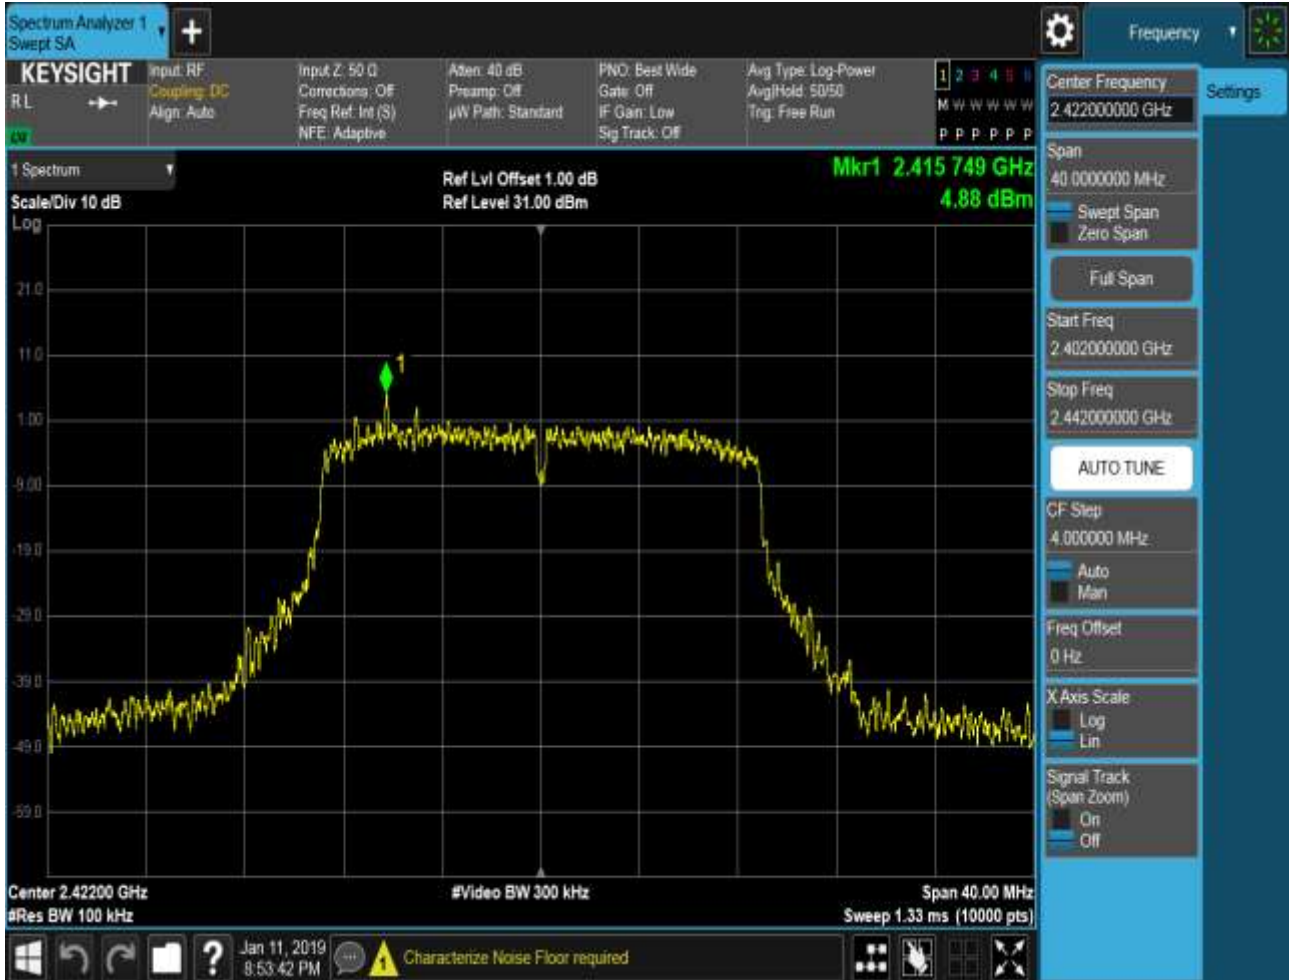 Spectrum Analyzer 1
Swept SA
Frequency
KEYSIGHT
R L
Input: RF
Coupling: DC
Align: Auto
Input Z: 50 Ω
Corrections: Off
Freq Ref: Int (S)
NFE: Adaptive
Atten: 40 dB
Preamp: Off
µW Path: Standard
PNO: Best Wide
Gate: Off
IF Gain: Low
Sig Track: Off
Avg Type: Log-Power
Avg|Hold: 50/50
Trig: Free Run
1 2 3 4 5 6
M W W W W W
P P P P P P
1 Spectrum
Scale/Div 10 dB
Log
Ref Lvl Offset 1.00 dB
Ref Level 31.00 dBm
Mkr1 2.415 749 GHz
4.88 dBm
21.0
11.0
1.00
-9.00
-19.0
-29.0
-39.0
-49.0
-59.0
1
Center 2.42200 GHz
#Res BW 100 kHz
#Video BW 300 kHz
Span 40.00 MHz
Sweep 1.33 ms (10000 pts)
Center Frequency
2.422000000 GHz
Settings
Span
40.0000000 MHz
Swept Span
Zero Span
Full Span
Start Freq
2.402000000 GHz
Stop Freq
2.442000000 GHz
AUTO TUNE
CF Step
4.000000 MHz
Auto
Man
Freq Offset
0 Hz
X Axis Scale
Log
Lin
Signal Track
(Span Zoom)
On
Off
?
Jan 11, 2019
8:53:42 PM
1
Characterize Noise Floor required